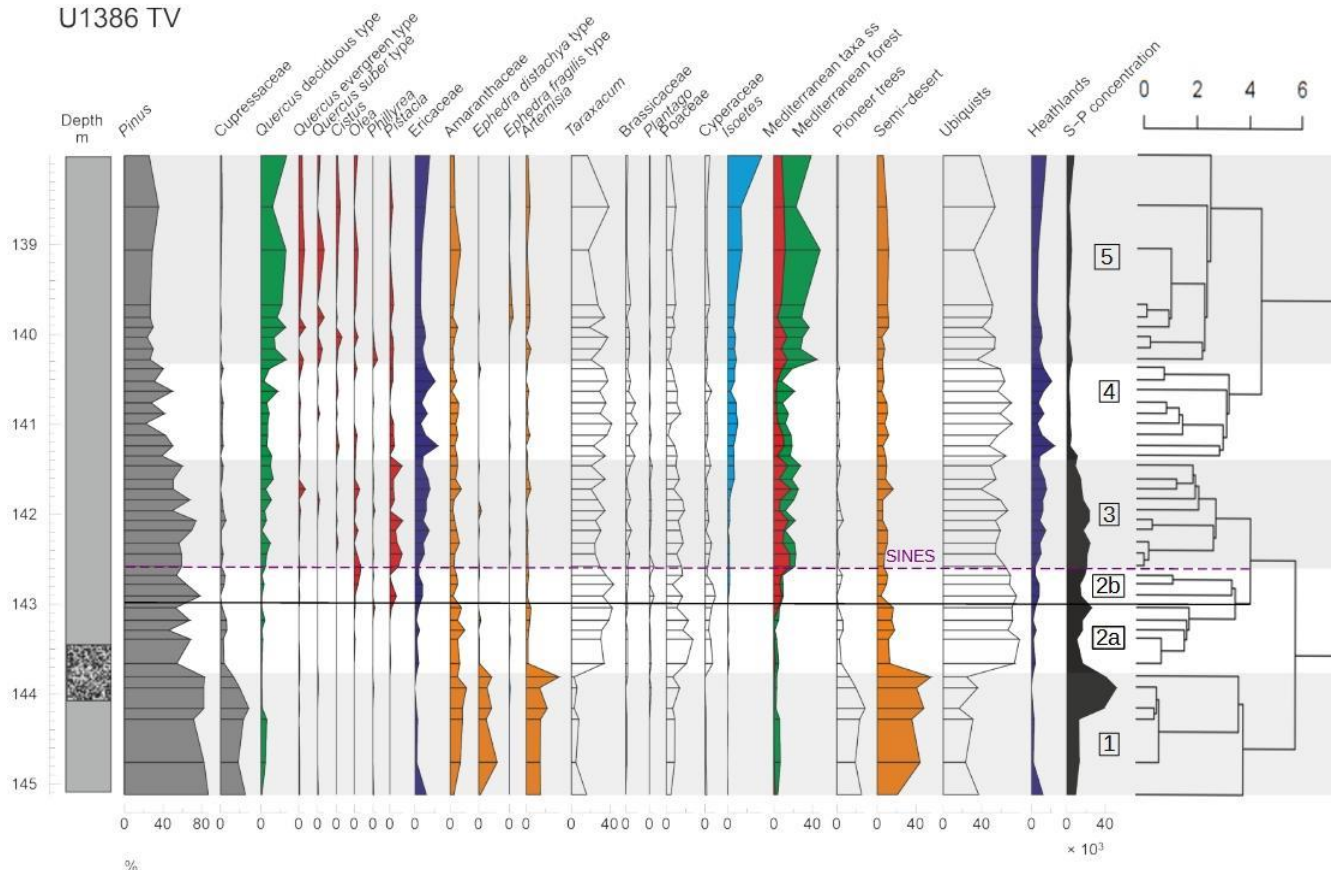 U1386 TV
Depth
m
Pinus
Cupressaceae
Quercus deciduous type
Quercus evergreen type
Quercus suber type
Cistus
Olea
Phillyrea
Pistacia
Ericaceae
Amaranthaceae
Ephedra distachya type
Ephedra fragilis type
Artemisia
Taraxacum
Brassicaceae
Plantago
Poaceae
Cyperaceae
Isoetes
Mediterranean taxa ss
Mediterranean forest
Pioneer trees
Semi-desert
Ubiquists
Heathlands
S-P concentration
0 2 4 6
139
140
141
142
143
144
145
5
4
3
SINES
2b
2a
1
0 40 80 0 0 0 0 0 0 0 0 0 0 0 0 0 0 40 0 0 0 0 0 0 40 0 0 40 0 40 0 0 40
%
× 10³